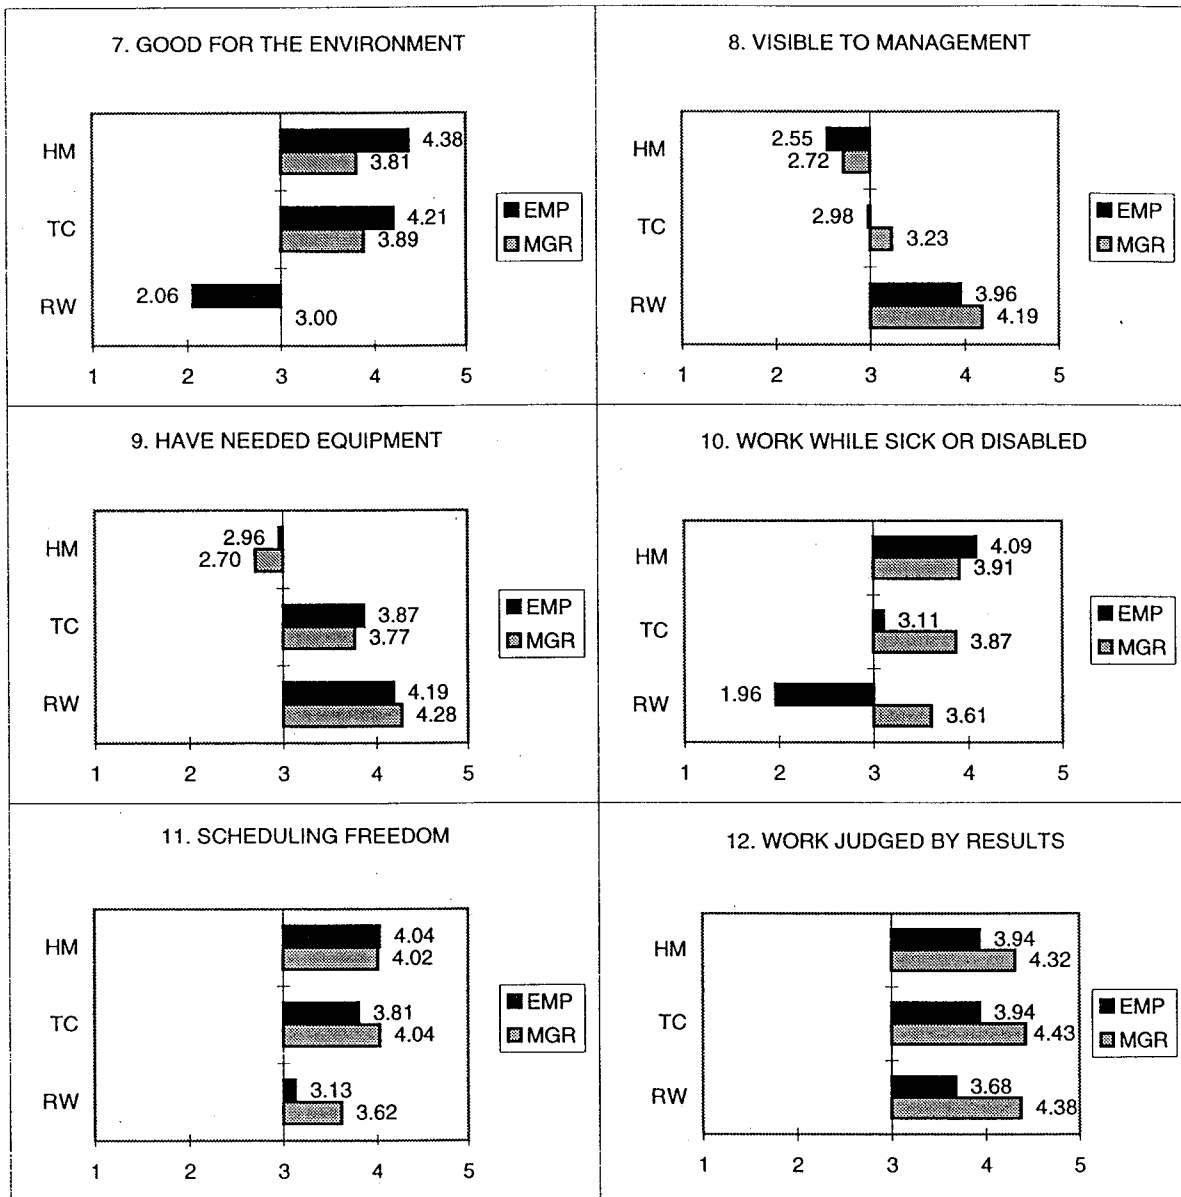 7. GOOD FOR THE ENVIRONMENT
HM
4.38
3.81
TC
4.21
3.89
RW
2.06
3.00
1 2 3 4 5
EMP
MGR
8. VISIBLE TO MANAGEMENT
HM
2.55
2.72
TC
2.98
3.23
RW
3.96
4.19
1 2 3 4 5
EMP
MGR
9. HAVE NEEDED EQUIPMENT
HM
2.96
2.70
TC
3.87
3.77
RW
4.19
4.28
1 2 3 4 5
EMP
MGR
10. WORK WHILE SICK OR DISABLED
HM
4.09
3.91
TC
3.11
3.87
RW
1.96
3.61
1 2 3 4 5
EMP
MGR
11. SCHEDULING FREEDOM
HM
4.04
4.02
TC
3.81
4.04
RW
3.13
3.62
1 2 3 4 5
EMP
MGR
12. WORK JUDGED BY RESULTS
HM
3.94
4.32
TC
3.94
4.43
RW
3.68
4.38
1 2 3 4 5
EMP
MGR